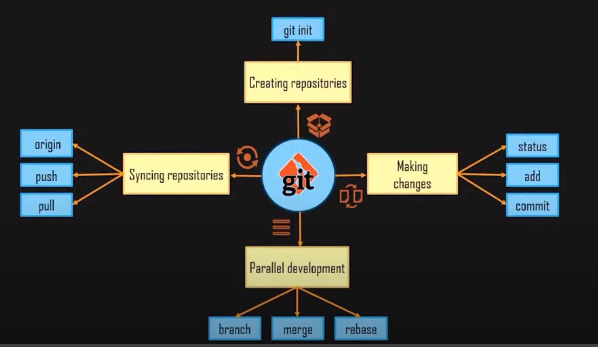 git init
Creating repositories
origin
push
pull
Syncing repositories
git
Making
changes
status
add
commit
Parallel development
branch
merge
rebase